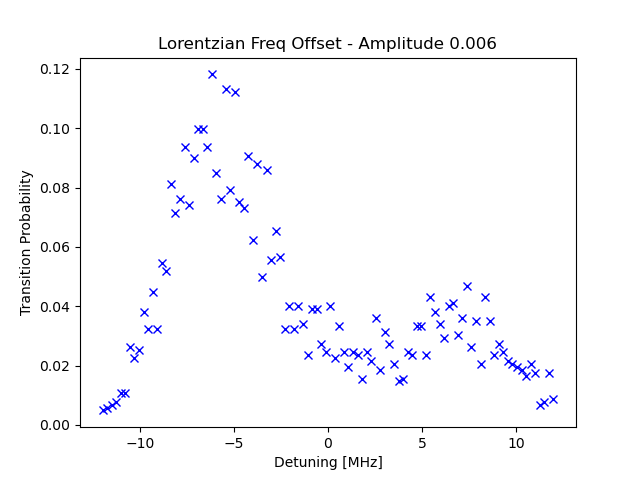 Lorentzian Freq Offset - Amplitude 0.006
0.12
0.10
0.08
0.06
0.04
0.02
0.00
Transition Probability
−10 −5 0 5 10
Detuning [MHz]